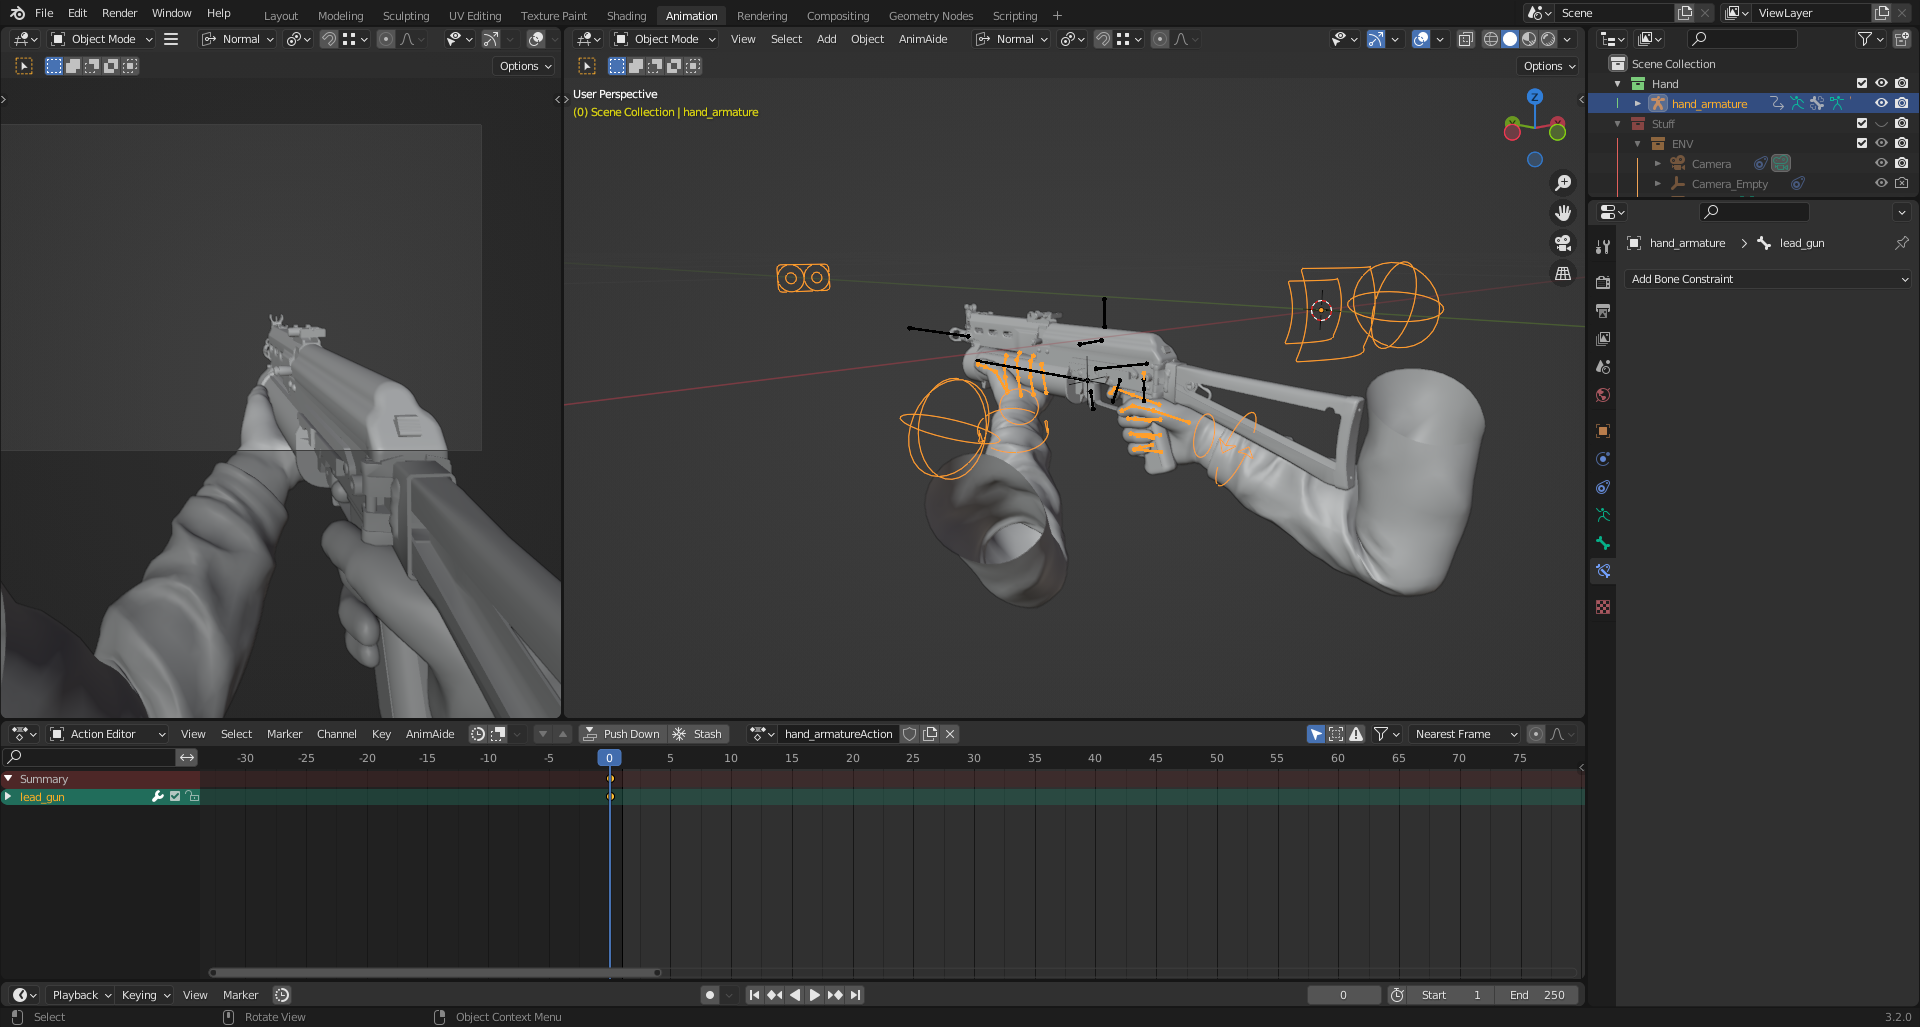 File Edit Render Window Help Layout Modeling Sculpting UV Editing Texture Paint Shading Animation Rendering Compositing Geometry Nodes Scripting + Scene ViewLayer
Object Mode Normal
Object Mode View Select Add Object AnimAide Normal
Options
Options
User Perspective
(0) Scene Collection | hand_armature
Z
Scene Collection
Hand
hand_armature
Stuff
ENV
Camera
Camera_Empty
hand_armature > lead_gun
Add Bone Constraint
Action Editor View Select Marker Channel Key AnimAide Push Down Stash hand_armatureAction Nearest Frame
-30 -25 -20 -15 -10 -5 0 5 10 15 20 25 30 35 40 45 50 55 60 65 70 75
Summary
lead_gun
Playback Keying View Marker 0 Start 1 End 250
Select Rotate View Object Context Menu 3.2.0